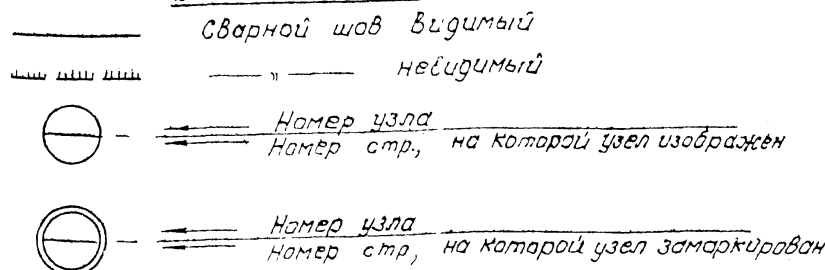 Сварной шов видимый
— " — невидимый
Номер узла
Номер стр., на которой узел изображен
Номер узла
Номер стр, на которой узел замаркирован